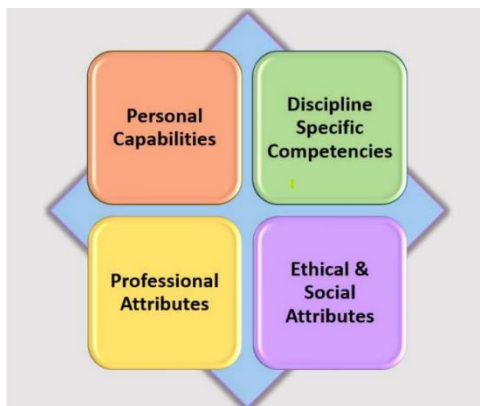 Personal
Capabilities
Discipline
Specific
Competencies
Professional
Attributes
Ethical &
Social
Attributes